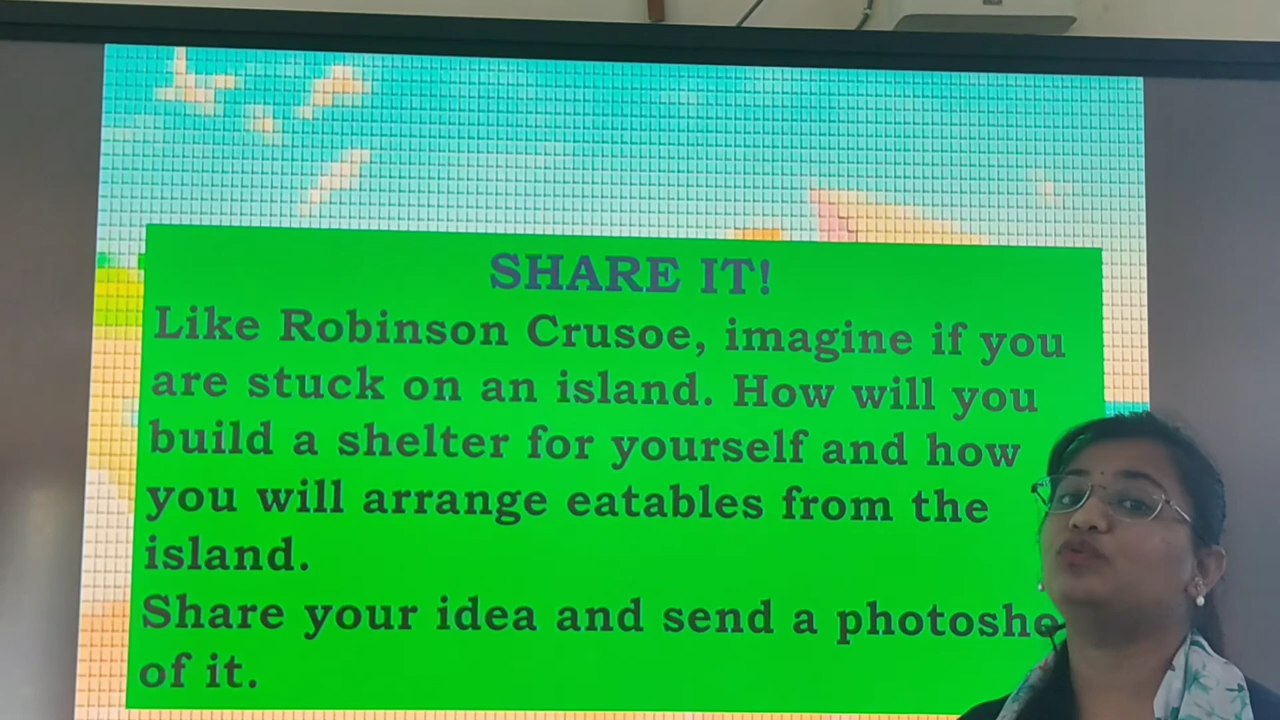 SHARE IT!
Like Robinson Crusoe, imagine if you
are stuck on an island. How will you
build a shelter for yourself and how
you will arrange eatables from the
island.
Share your idea and send a
of it.